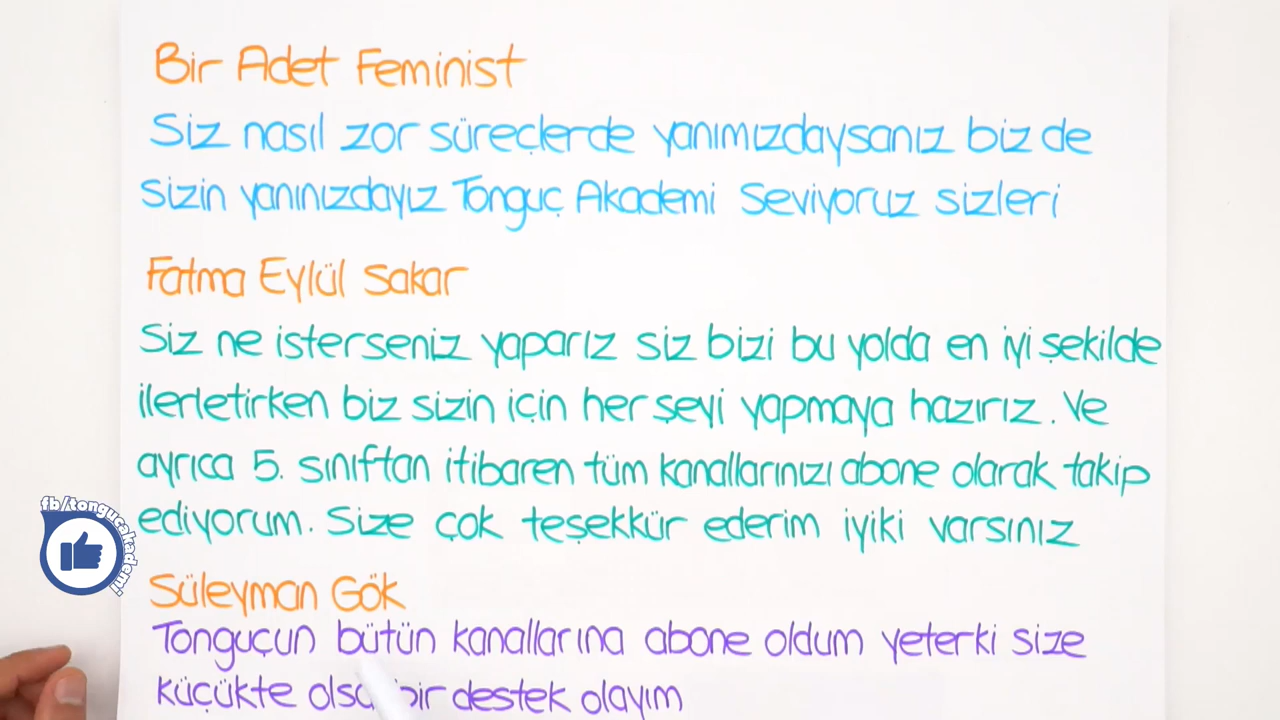 Bir Adet Feminist
Siz nasıl zor süreçlerde yanımızdaysanız biz de
sizin yanınızdayız Tonguç Akademi Seviyoruz sizleri
Fatma Eylül Sakar
Siz ne isterseniz yaparız siz bizi bu yolda en iyi şekilde
ilerletirken biz sizin için her şeyi yapmaya hazırız. Ve
ayrıca 5. sınıftan itibaren tüm kanallarınızı abone olarak takip
ediyorum. Size çok teşekkür ederim iyiki varsınız
fb/tongucakademi
Süleyman Gök
Tonguçun bütün kanallarına abone oldum yeterki size
küçükte olsa bir destek olayım